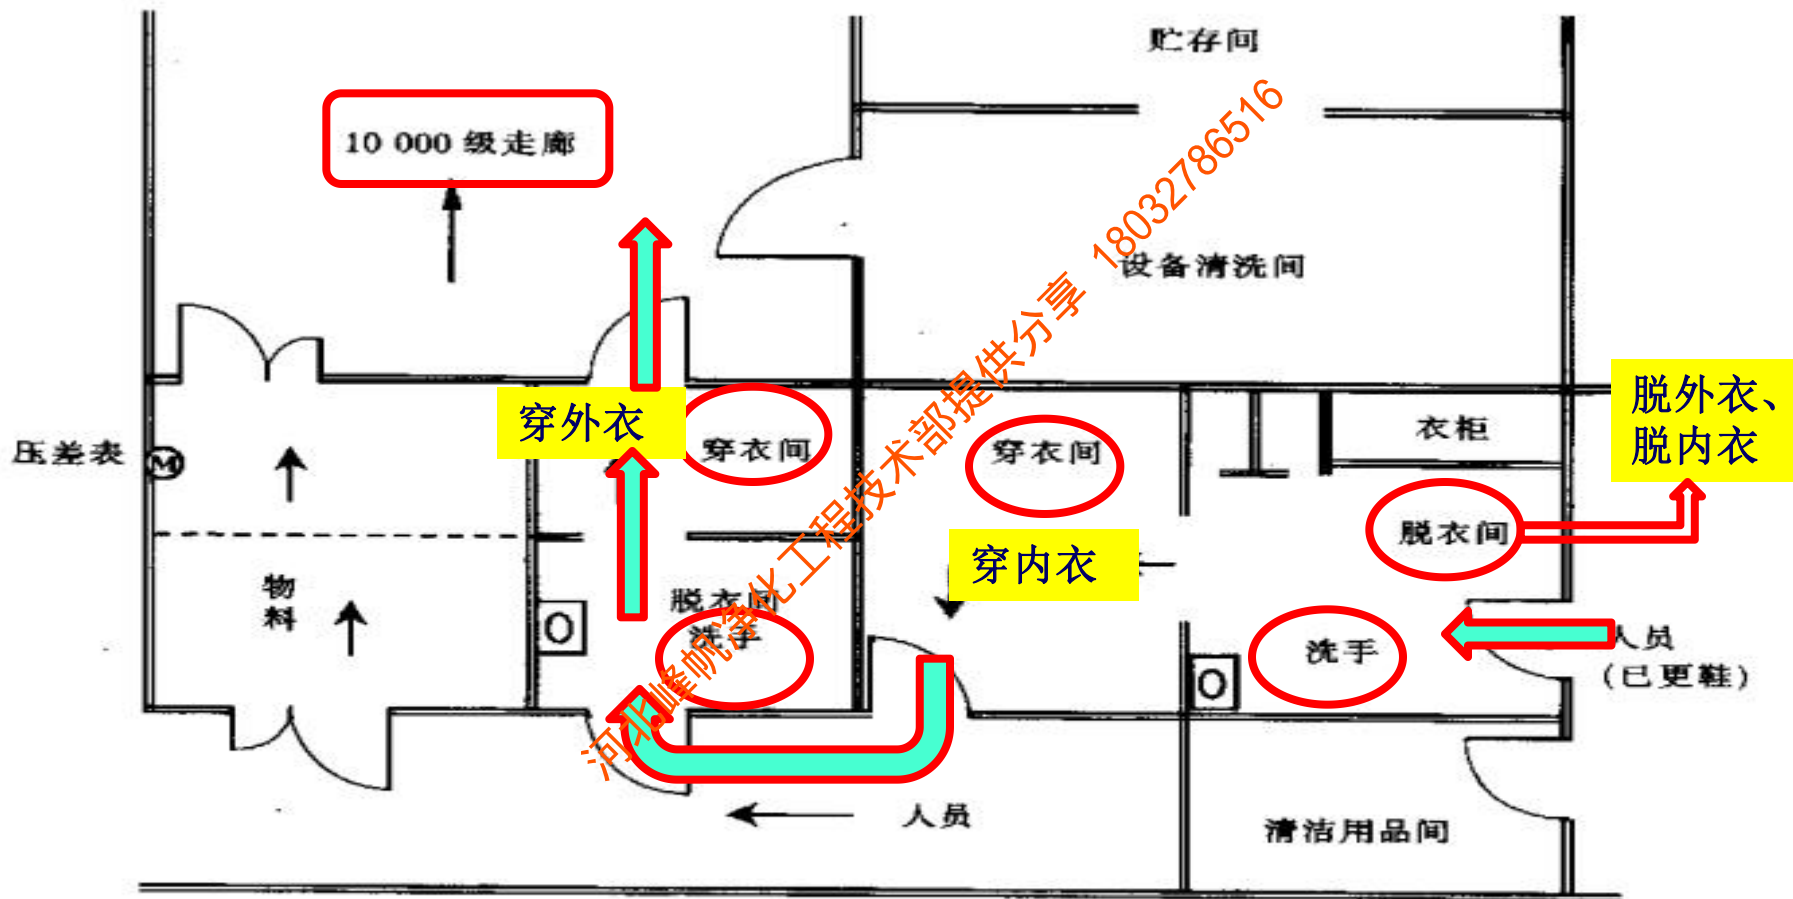 贮存间
10 000 级走廊
设备清洗间
穿外衣
穿衣间
穿衣间
衣柜
脱外衣、
脱内衣
压差表
M
脱衣间
穿内衣
物
料
脱衣间
洗手
洗手
人员
(已更鞋)
人员
清洁用品间
河北峰帆净化工程技术部提供分享 18032786516